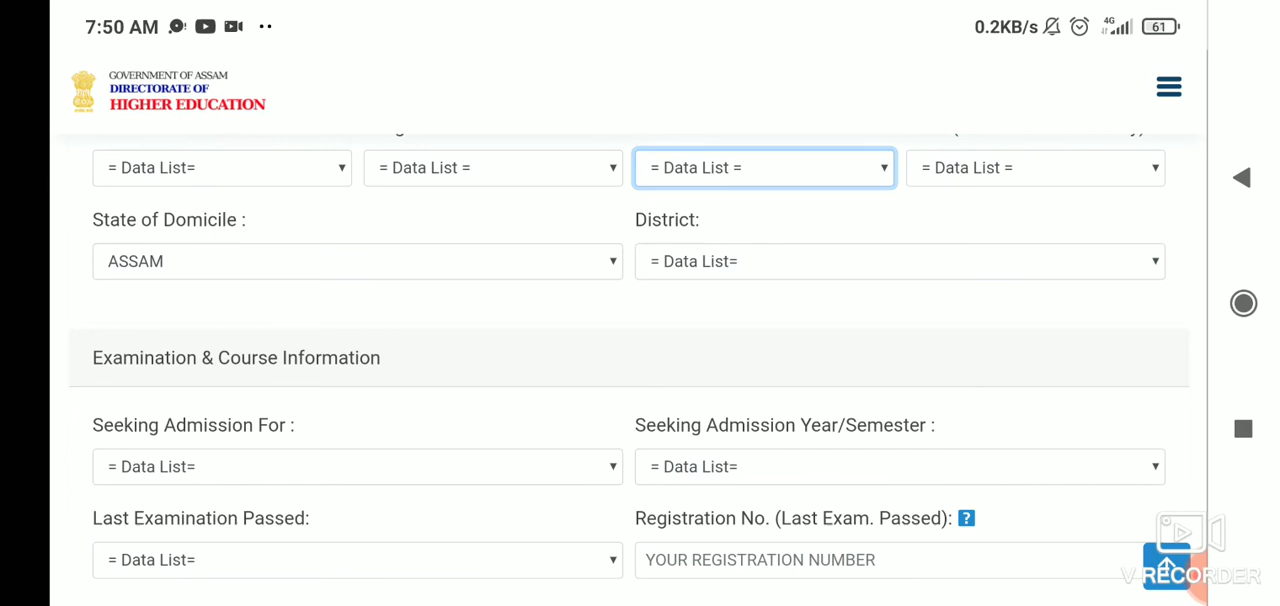 7:50 AM
0.2KB/s 4G 61
GOVERNMENT OF ASSAM
DIRECTORATE OF
HIGHER EDUCATION
= Data List=
= Data List =
= Data List =
= Data List =
State of Domicile :
District:
ASSAM
= Data List=
Examination & Course Information
Seeking Admission For :
Seeking Admission Year/Semester :
= Data List=
= Data List=
Last Examination Passed:
Registration No. (Last Exam. Passed): ?
= Data List=
YOUR REGISTRATION NUMBER
V-RECORDER